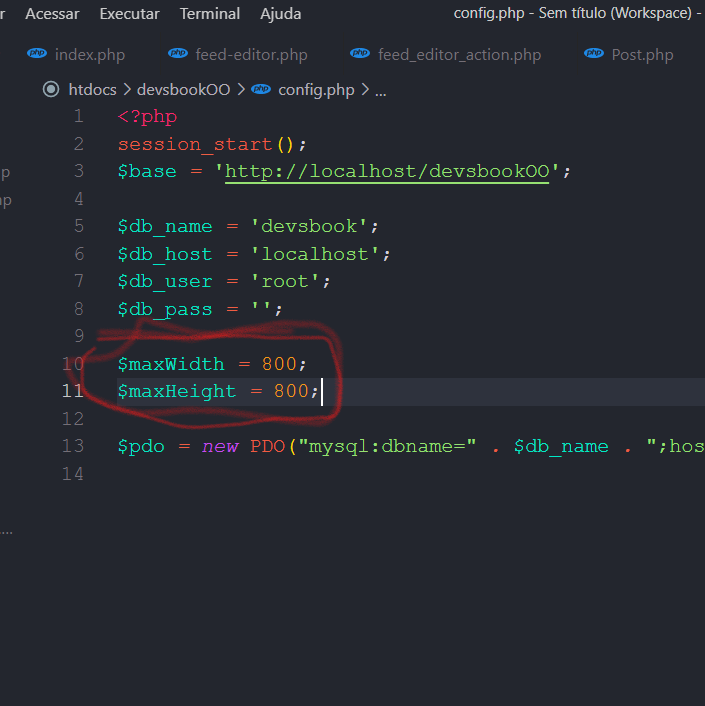 r Acessar Executar Terminal Ajuda config.php - Sem título (Workspace) -
php index.php php feed-editor.php php feed_editor_action.php php Post.php
htdocs > devsbookOO > php config.php > ...
1 <?php
2 session_start();
3 $base = 'http://localhost/devsbookOO';
4
5 $db_name = 'devsbook';
6 $db_host = 'localhost';
7 $db_user = 'root';
8 $db_pass = '';
9
10 $maxWidth = 800;
11 $maxHeight = 800;
12
13 $pdo = new PDO("mysql:dbname=" . $db_name . ";hos
14
p
ap
....